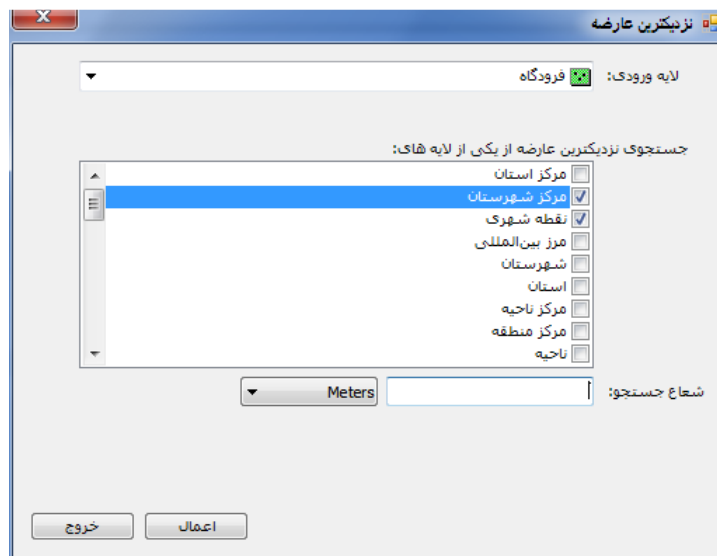 نزدیکترین عارضه
لایه ورودی: فرودگاه
جستجوی نزدیکترین عارضه از یکی از لایه های:
مرکز استان
مرکز شهرستان
نقطه شهری
مرز بین‌المللی
شهرستان
استان
مرکز ناحیه
مرکز منطقه
ناحیه
شعاع جستجو: Meters
اعمال خروج